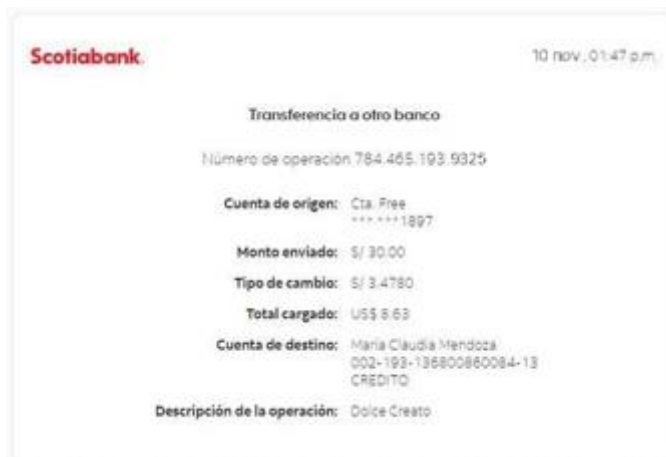 Scotiabank.
10 nov., 01:47 p.m.
Transferencia a otro banco
Número de operación 784.465.193.9325
Cuenta de origen: Cta. Free
*** ***1897
Monto enviado: S/ 30.00
Tipo de cambio: S/ 3.4780
Total cargado: US$ 8.63
Cuenta de destino: María Claudia Mendoza
002-193-136800860084-13
CREDITO
Descripción de la operación: Dolce Creato